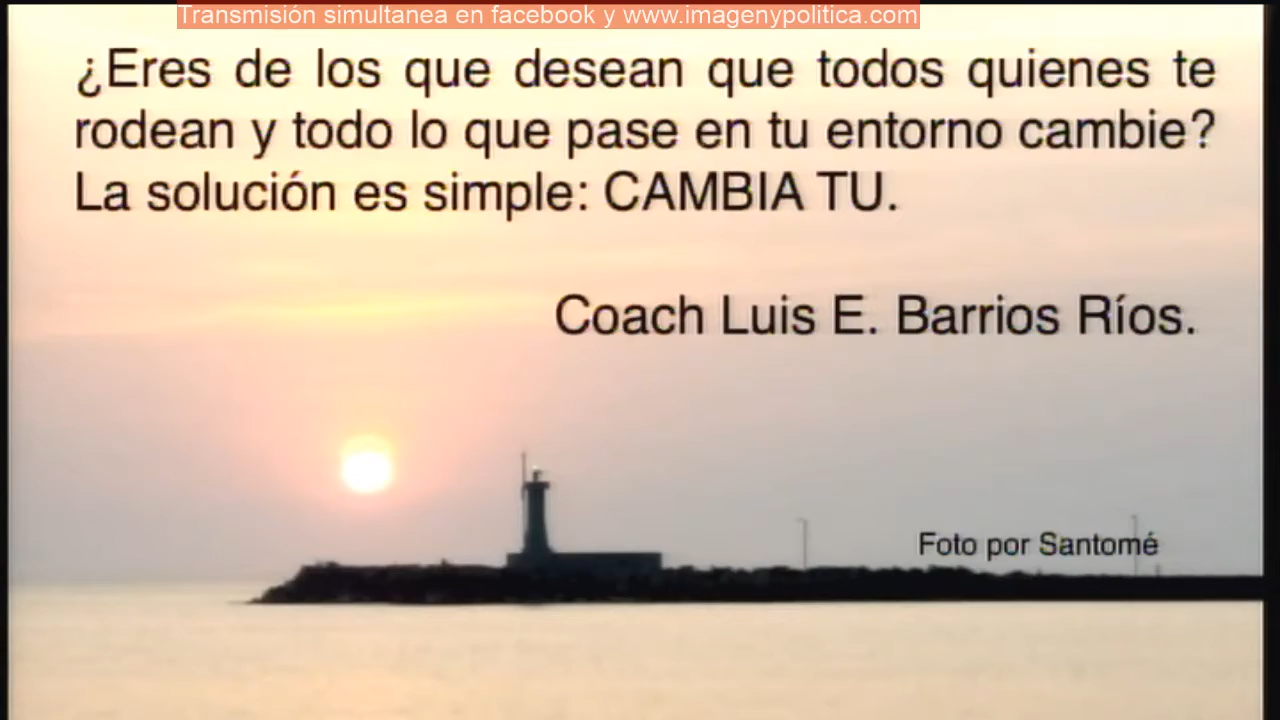 Transmisión simultanea en facebook y www.imagenypolitica.com
¿Eres de los que desean que todos quienes te
rodean y todo lo que pase en tu entorno cambie?
La solución es simple: CAMBIA TU.
Coach Luis E. Barrios Ríos.
Foto por Santomé